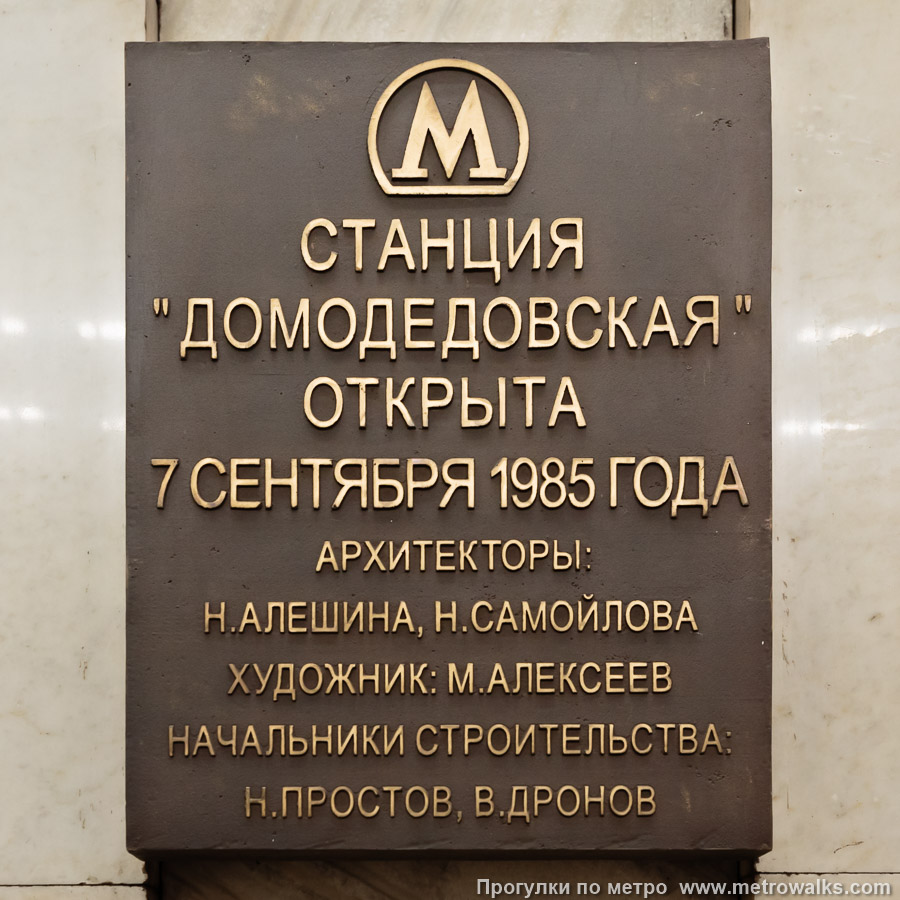 М
СТАНЦИЯ
"ДОМОДЕДОВСКАЯ"
ОТКРЫТА
7 СЕНТЯБРЯ 1985 ГОДА
АРХИТЕКТОРЫ:
Н.АЛЕШИНА, Н.САМОЙЛОВА
ХУДОЖНИК: М.АЛЕКСЕЕВ
НАЧАЛЬНИКИ СТРОИТЕЛЬСТВА:
Н.ПРОСТОВ, В.ДРОНОВ
Прогулки по метро www.metrowalks.com